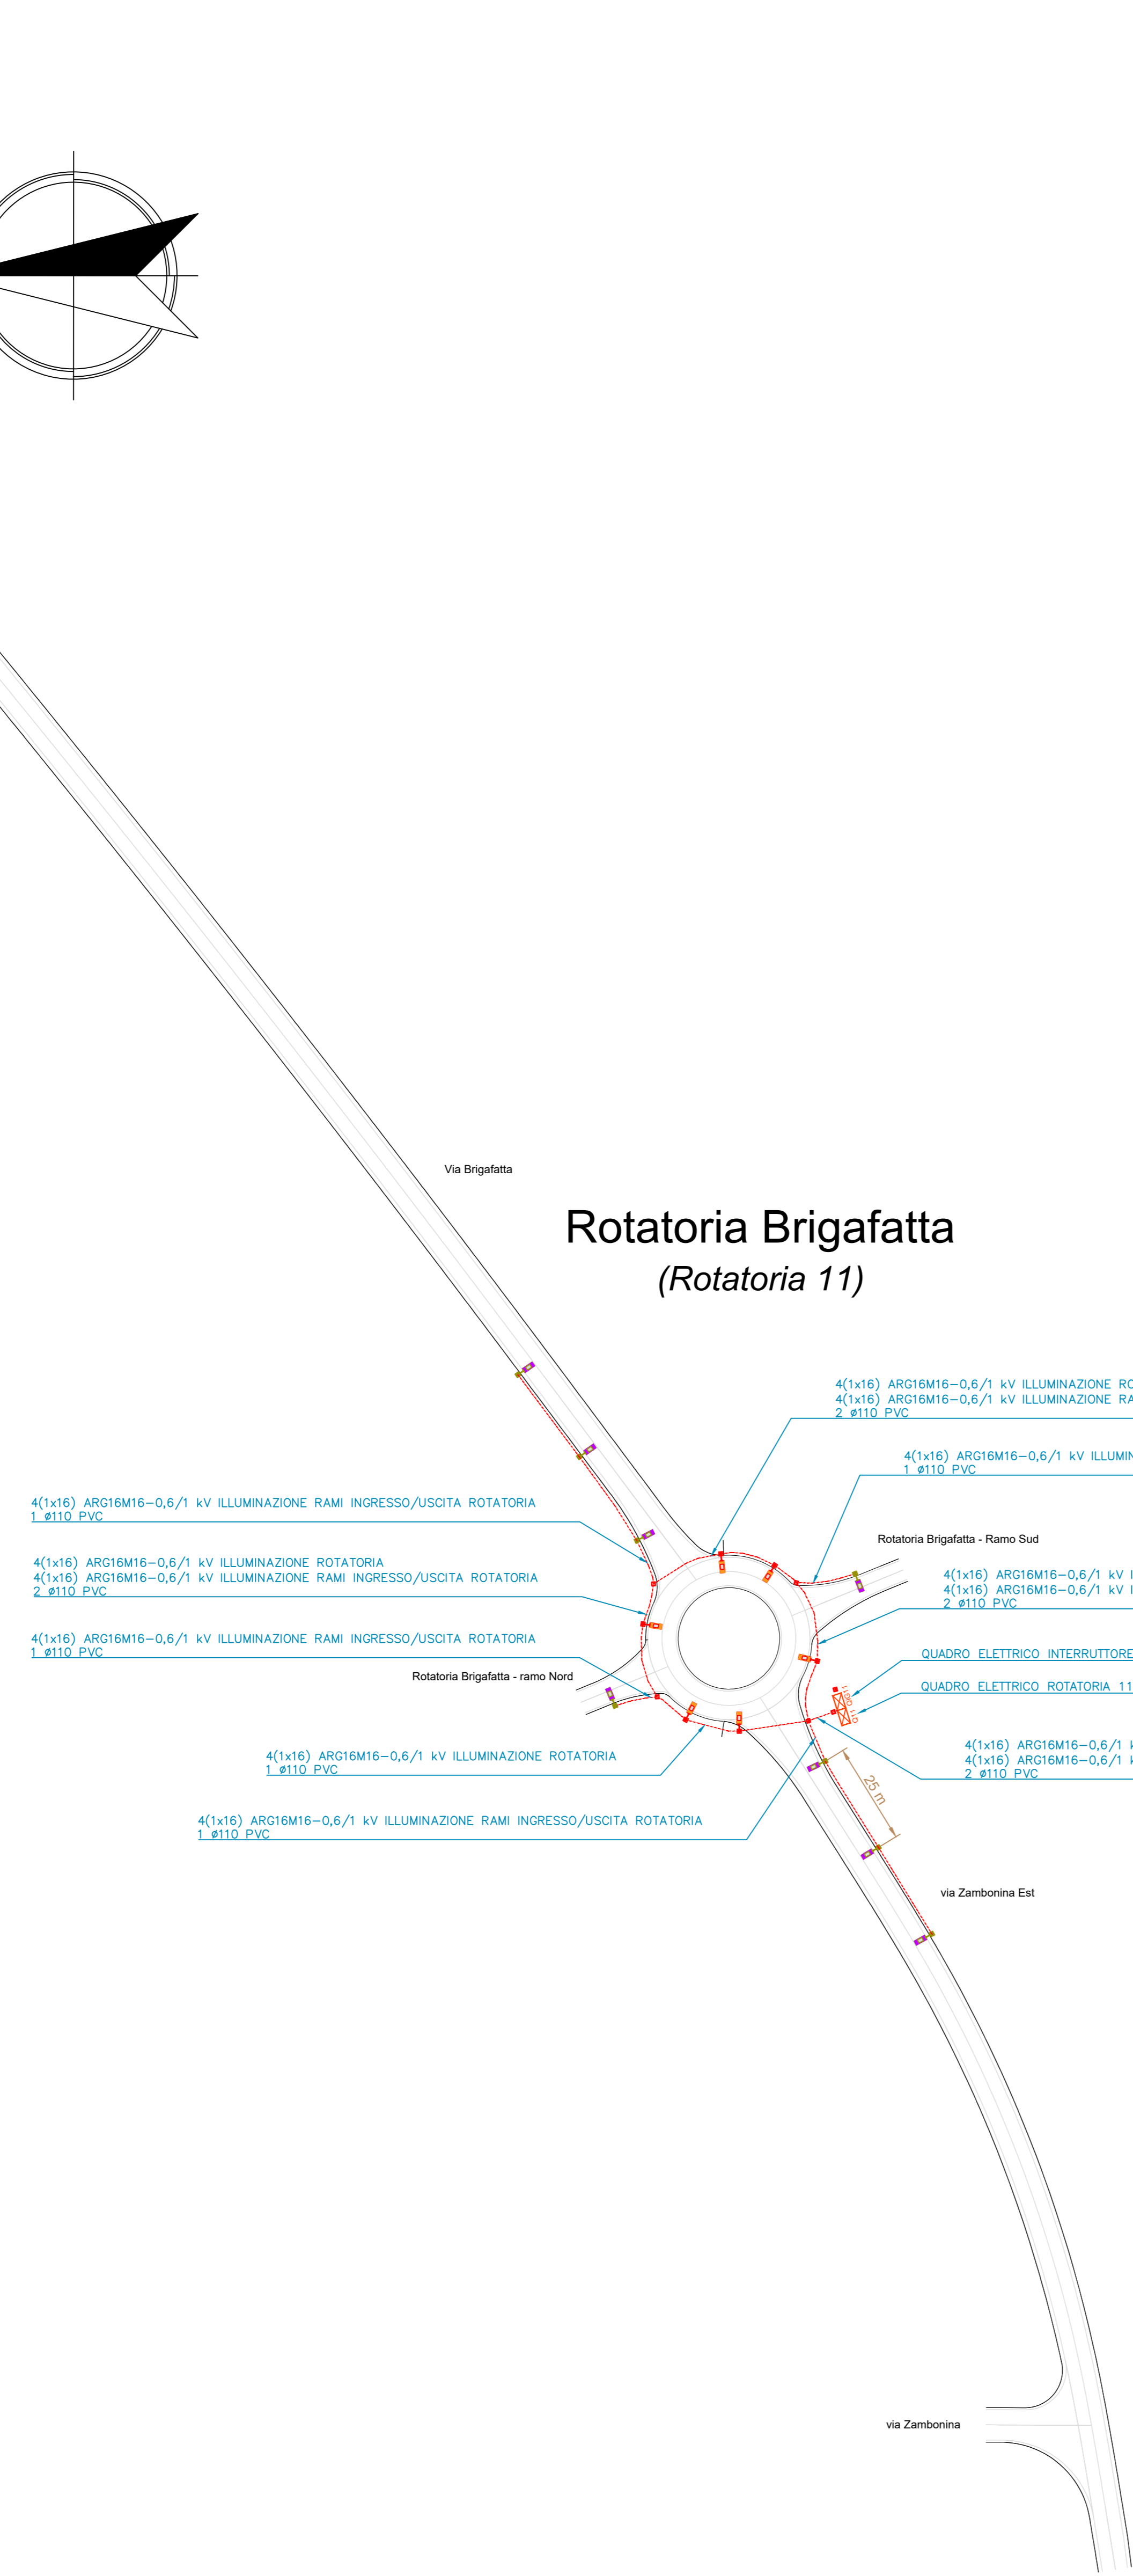 Via Brigafatta
Rotatoria Brigafatta
(Rotatoria 11)
4(1x16) ARG16M16-0,6/1 kV ILLUMINAZIONE
4(1x16) ARG16M16-0,6/1 kV ILLUMINAZIONE
2 ø110 PVC
4(1x16) ARG16M16-0,6/1 kV
1 ø110 PVC
4(1x16) ARG16M16-0,6/1 kV ILLUMINAZIONE RAMI INGRESSO/USCITA ROTATORIA
1 ø110 PVC
Rotatoria Brigafatta - Ramo Sud
4(1x16) ARG16M16-0,6/1 kV ILLUMINAZIONE ROTATORIA
4(1x16) ARG16M16-0,6/1 kV ILLUMINAZIONE RAMI INGRESSO/USCITA ROTATORIA
2 ø110 PVC
4(1x16) ARG16M16-0,6/1 kV
4(1x16) ARG16M16-0,6/1 kV
2 ø110 PVC
4(1x16) ARG16M16-0,6/1 kV ILLUMINAZIONE RAMI INGRESSO/USCITA ROTATORIA
1 ø110 PVC
QUADRO ELETTRICO INTERRUTTORE
Rotatoria Brigafatta - ramo Nord
QUADRO ELETTRICO ROTATORIA 11
4(1x16) ARG16M16-0,6/1
4(1x16) ARG16M16-0,6/1
2 ø110 PVC
4(1x16) ARG16M16-0,6/1 kV ILLUMINAZIONE ROTATORIA
1 ø110 PVC
25 m
4(1x16) ARG16M16-0,6/1 kV ILLUMINAZIONE RAMI INGRESSO/USCITA ROTATORIA
1 ø110 PVC
via Zambonina Est
via Zambonina